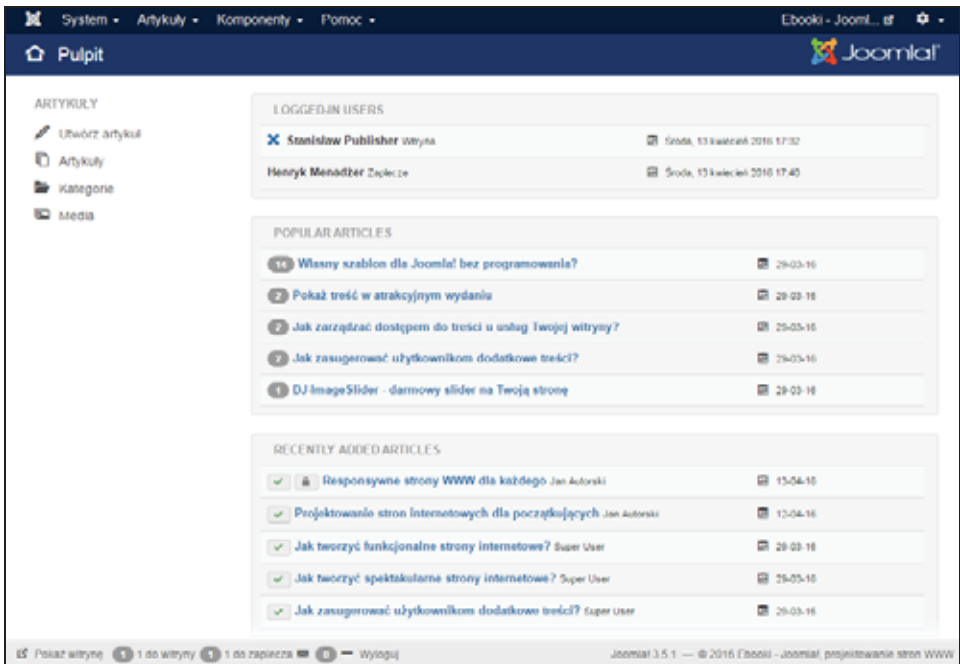 System Artykuły Komponenty Pomoc Ebooki - Jooml...
Pulpit Joomla!
ARTYKUŁY
Utwórz artykuł
Artykuły
Kategorie
Media
LOGGED-IN USERS
Stanisław Publisher Witryna Środa, 13 kwiecień 2016 17:32
Henryk Menadżer Zaplecze Środa, 13 kwiecień 2016 17:40
POPULAR ARTICLES
14 Własny szablon dla Joomla! bez programowania? 29-03-16
2 Pokaż treść w atrakcyjnym wydaniu 29-03-16
2 Jak zarządzać dostępem do treści u usług Twojej witryny? 29-03-16
2 Jak zasugerować użytkownikom dodatkowe treści? 29-03-16
1 DJ-ImageSlider - darmowy slider na Twoją stronę 29-03-16
RECENTLY ADDED ARTICLES
Responsywne strony WWW dla każdego Jan Autorski 13-04-16
Projektowanie stron internetowych dla początkujących Jan Autorski 13-04-16
Jak tworzyć funkcjonalne strony internetowe? Super User 29-03-16
Jak tworzyć spektakularne strony internetowe? Super User 29-03-16
Jak zasugerować użytkownikom dodatkowe treści? Super User 29-03-16
Pokaż witrynę 1 1 do witryny 1 1 do zaplecza 0 Wyloguj Joomla! 3.5.1 — © 2016 Ebooki - Joomla!, projektowanie stron WWW